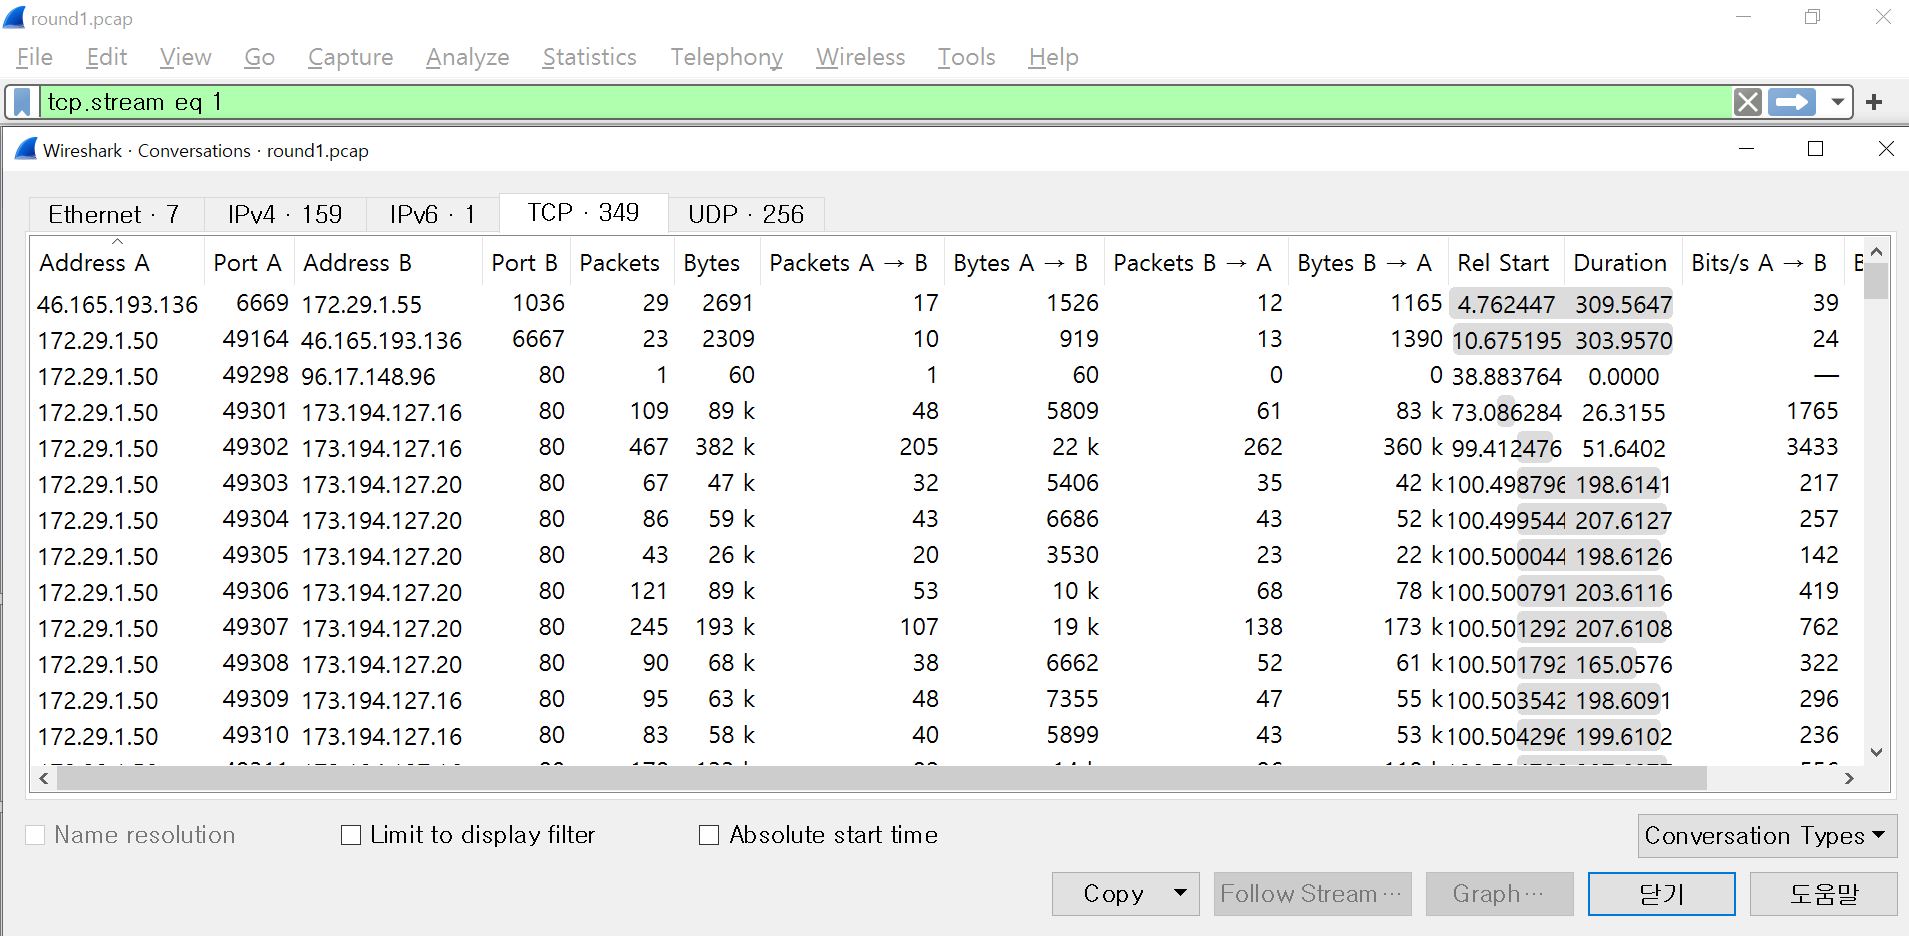 round1.pcap
File Edit View Go Capture Analyze Statistics Telephony Wireless Tools Help
tcp.stream eq 1
Wireshark · Conversations · round1.pcap
Ethernet · 7 IPv4 · 159 IPv6 · 1 TCP · 349 UDP · 256
Address A Port A Address B Port B Packets Bytes Packets A → B Bytes A → B Packets B → A Bytes B → A Rel Start Duration Bits/s A → B
46.165.193.136 6669 172.29.1.55 1036 29 2691 17 1526 12 1165 4.762447 309.5647 39
172.29.1.50 49164 46.165.193.136 6667 23 2309 10 919 13 1390 10.675195 303.9570 24
172.29.1.50 49298 96.17.148.96 80 1 60 1 60 0 0 38.883764 0.0000 —
172.29.1.50 49301 173.194.127.16 80 109 89 k 48 5809 61 83 k 73.086284 26.3155 1765
172.29.1.50 49302 173.194.127.16 80 467 382 k 205 22 k 262 360 k 99.412476 51.6402 3433
172.29.1.50 49303 173.194.127.20 80 67 47 k 32 5406 35 42 k 100.498796 198.6141 217
172.29.1.50 49304 173.194.127.20 80 86 59 k 43 6686 43 52 k 100.499544 207.6127 257
172.29.1.50 49305 173.194.127.20 80 43 26 k 20 3530 23 22 k 100.500044 198.6126 142
172.29.1.50 49306 173.194.127.20 80 121 89 k 53 10 k 68 78 k 100.500791 203.6116 419
172.29.1.50 49307 173.194.127.20 80 245 193 k 107 19 k 138 173 k 100.501292 207.6108 762
172.29.1.50 49308 173.194.127.20 80 90 68 k 38 6662 52 61 k 100.501792 165.0576 322
172.29.1.50 49309 173.194.127.16 80 95 63 k 48 7355 47 55 k 100.503542 198.6091 296
172.29.1.50 49310 173.194.127.16 80 83 58 k 40 5899 43 53 k 100.504296 199.6102 236
Name resolution Limit to display filter Absolute start time Conversation Types
Copy Follow Stream… Graph… 닫기 도움말